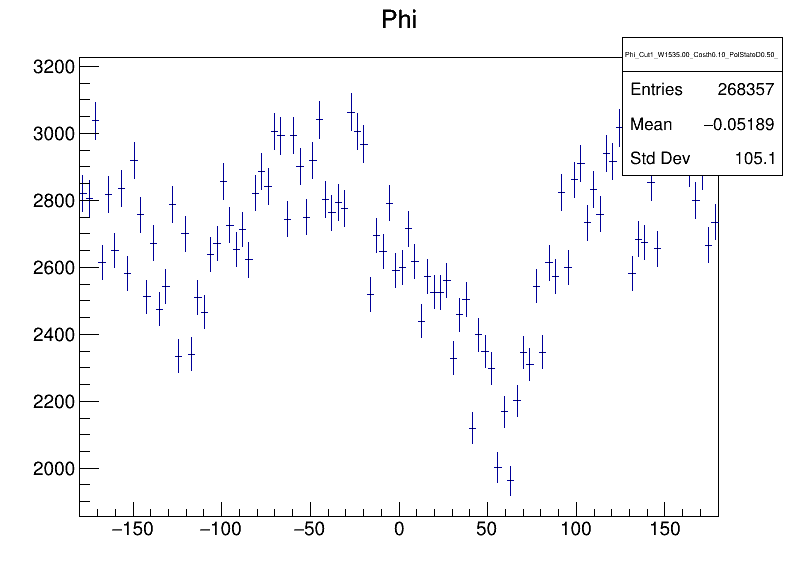 Phi
Phi_Cut1_W1535.00_Costh0.10_PolStateD0.50_
Entries 268357
Mean −0.05189
Std Dev 105.1
3200
3000
2800
2600
2400
2200
2000
−150 −100 −50 0 50 100 150